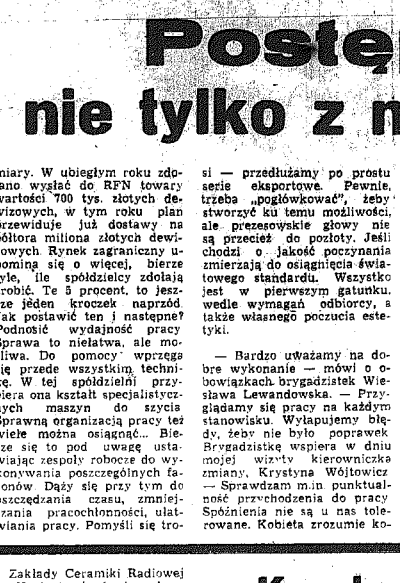 Postę
nie tylko z n
miary. W ubiegłym roku zdo-
ano wysłać do RFN towary
wartości 700 tys. złotych de-
wizowych, w tym roku plan
przewiduje już dostawy na
półtora miliona złotych dewi-
owych. Rynek zagraniczny u-
pomina się o więcej, bierze
yle, ile spółdzielcy zdołają
robić. Te 5 procent, to jesz-
ze jeden kroczek naprzód.
Jak postawić ten i następne?
Podnosić wydajność pracy
Sprawa to niełatwa, ale mo-
liwa. Do pomocy wprzęga
się przede wszystkim techni-
kę. W tej spółdzielni przy-
biera ona kształt specjalistycz-
nych maszyn do szycia
Sprawną organizacją pracy też
wiele można osiągnąć... Bie-
rze się to pod uwagę usta-
wiając zespoły robocze do wy-
konywania poszczególnych fa-
sonów Dąży się przy tym do
oszczędzania czasu, zmniej-
szania pracochłonności, ułat-
wiania pracy. Pomyśli się tro-
si — przedłużamy po prostu
serie eksportowe. Pewnie,
trzeba „pogłówkować”, żeby
stworzyć ku temu możliwości,
ale prezesowskie głowy nie
są przecież do pozłoty. Jeśli
chodzi o jakość poczynania
zmierzają do osiągnięcia świa-
towego standardu. Wszystko
jest w pierwszym gatunku,
wedle wymagań odbiorcy, a
także własnego poczucia este-
tyki.
— Bardzo uważamy na do-
bre wykonanie — mówi o o-
bowiązkach brygadzistek Wie-
sława Lewandowska. — Przy-
glądamy się pracy na każdym
stanowisku. Wyłapujemy błę-
dy, żeby nie było poprawek
Brygadzistkę wspiera w dniu
mojej wizyty kierowniczka
zmiany, Krystyna Wójtowicz
— Sprawdzam m.in. punktual-
ność przychodzenia do pracy
Spóźnienia nie są u nas tole-
rowane. Kobieta zrozumie ko-
Zakłady Ceramiki Radiowej